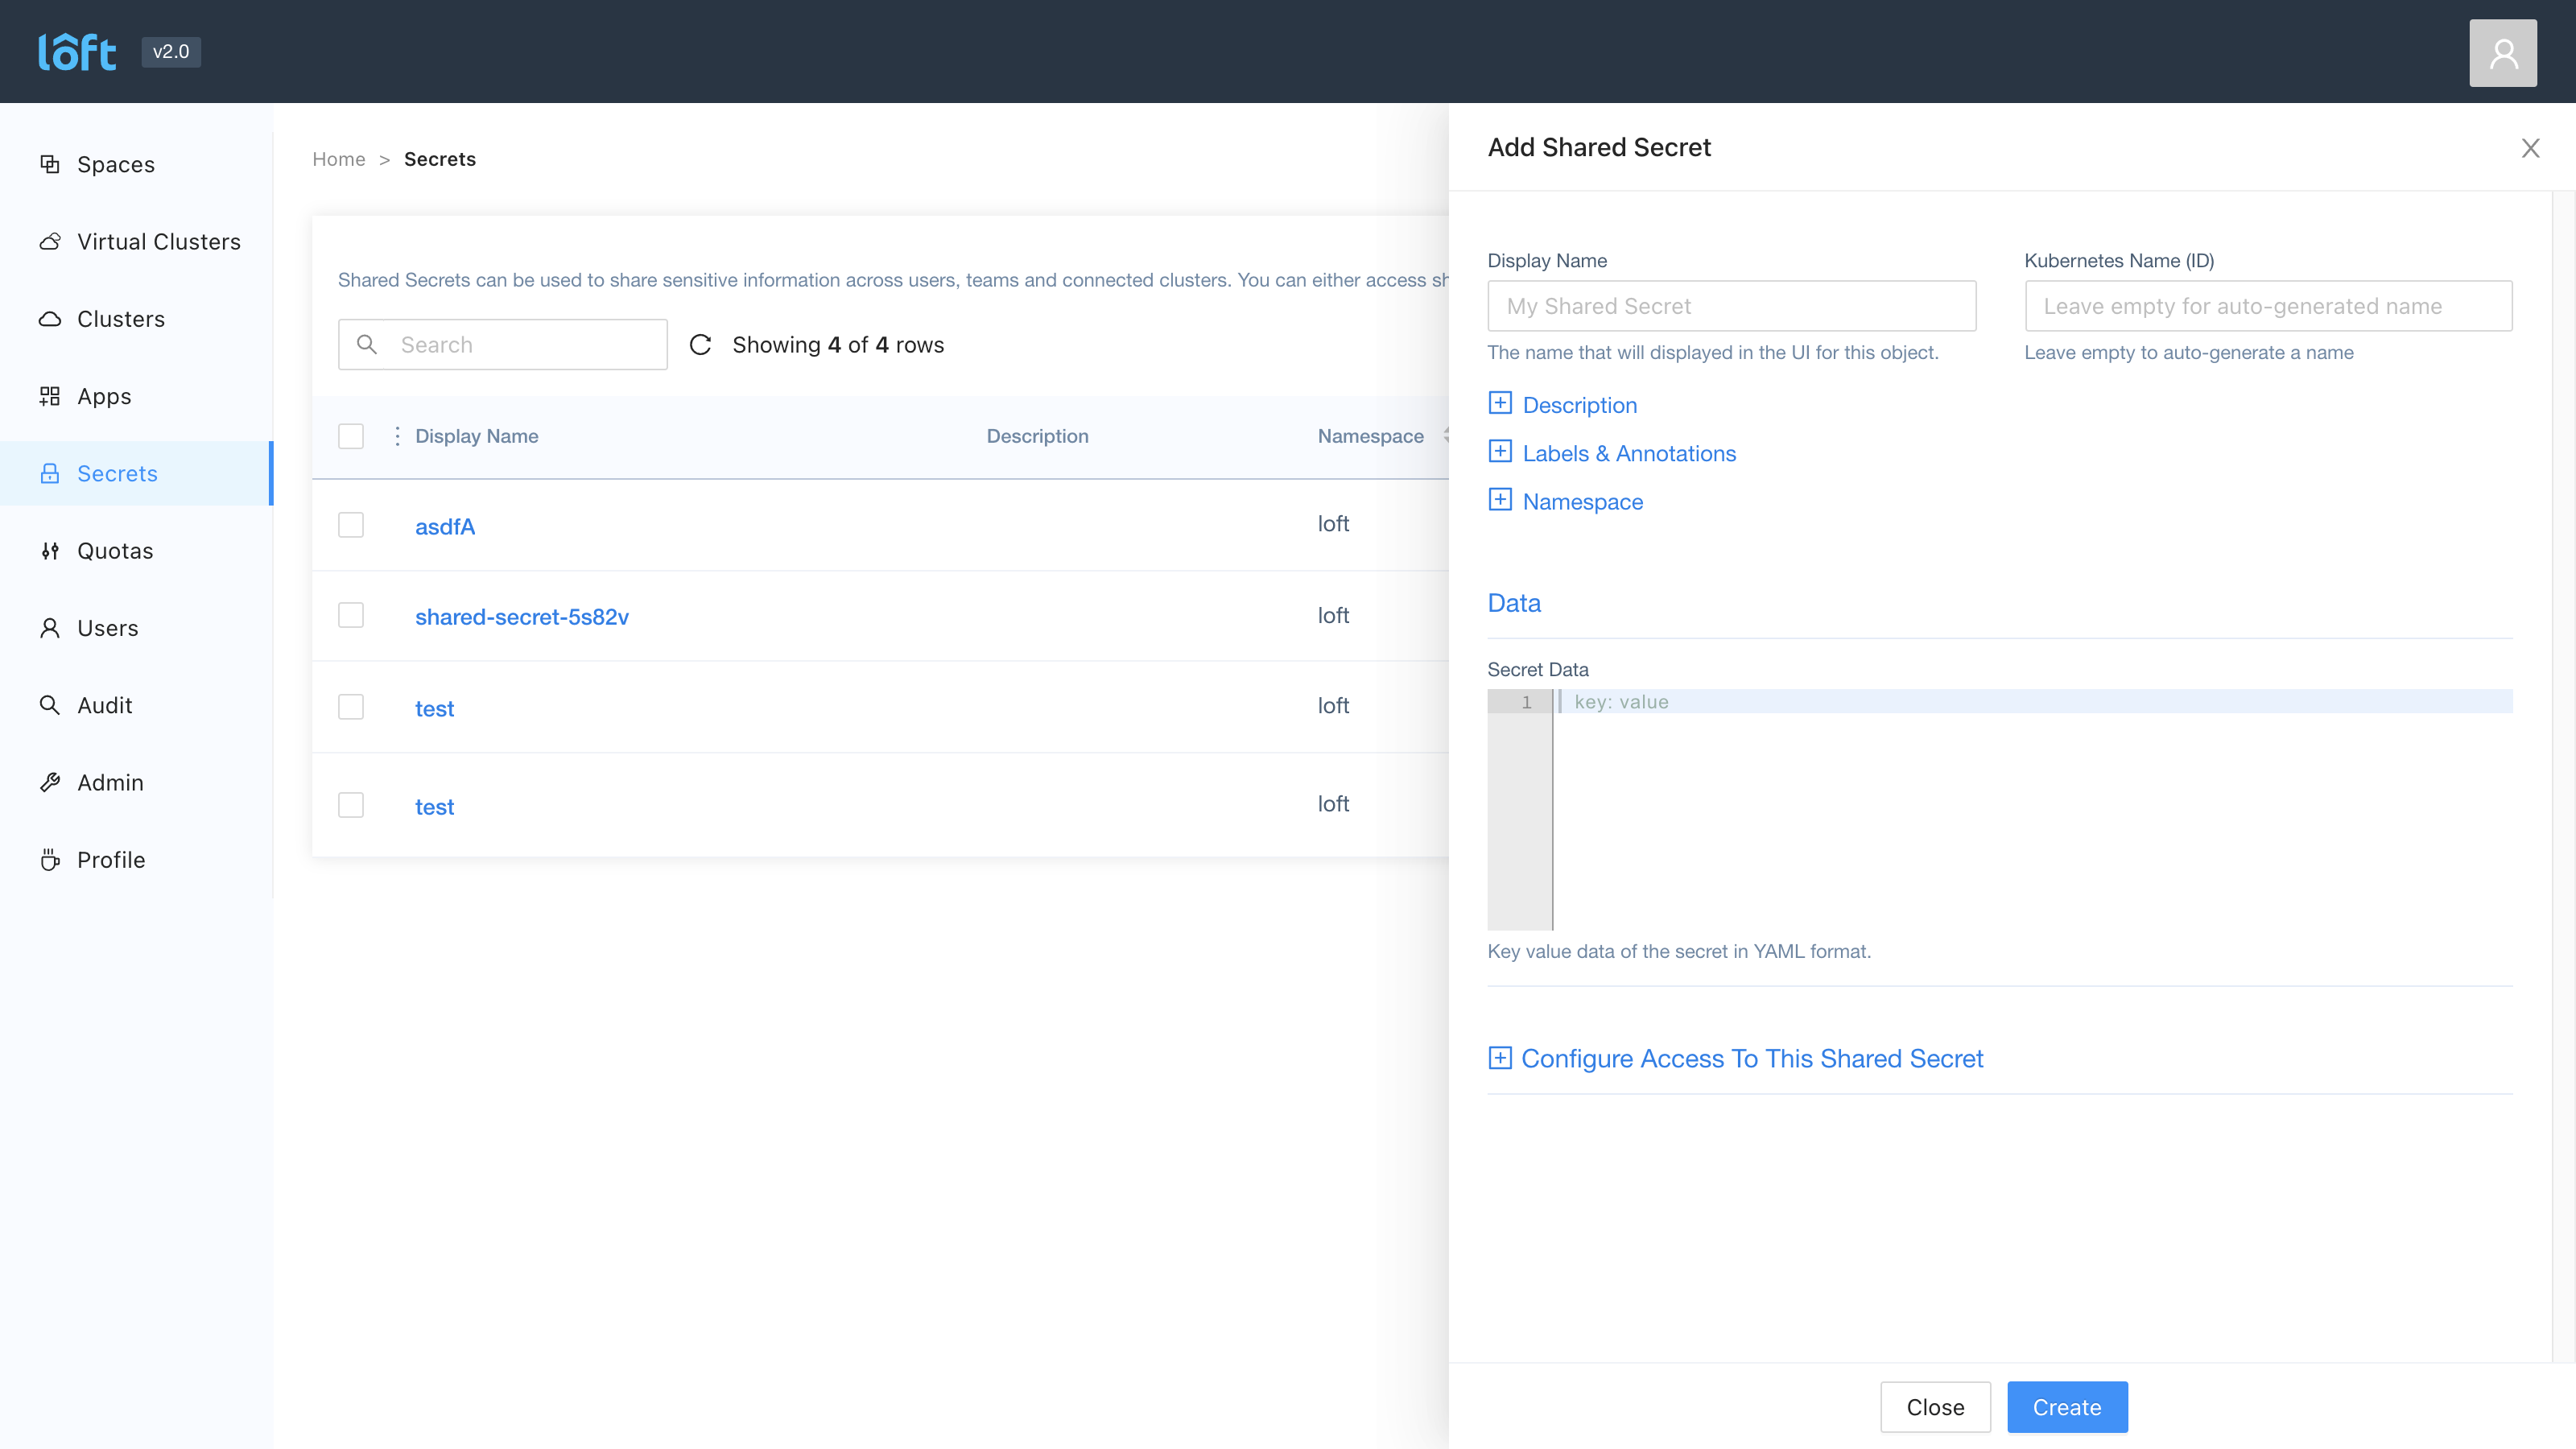 loft v2.0
Spaces
Virtual Clusters
Clusters
Apps
Secrets
Quotas
Users
Audit
Admin
Profile
Home > Secrets
Shared Secrets can be used to share sensitive information across users, teams and connected clusters. You can either access sh
Search
Showing 4 of 4 rows
Display Name Description Namespace
asdfA loft
shared-secret-5s82v loft
test loft
test loft
Add Shared Secret
Display Name Kubernetes Name (ID)
My Shared Secret Leave empty for auto-generated name
The name that will displayed in the UI for this object. Leave empty to auto-generate a name
Description
Labels & Annotations
Namespace
Data
Secret Data
1 key: value
Key value data of the secret in YAML format.
Configure Access To This Shared Secret
Close Create